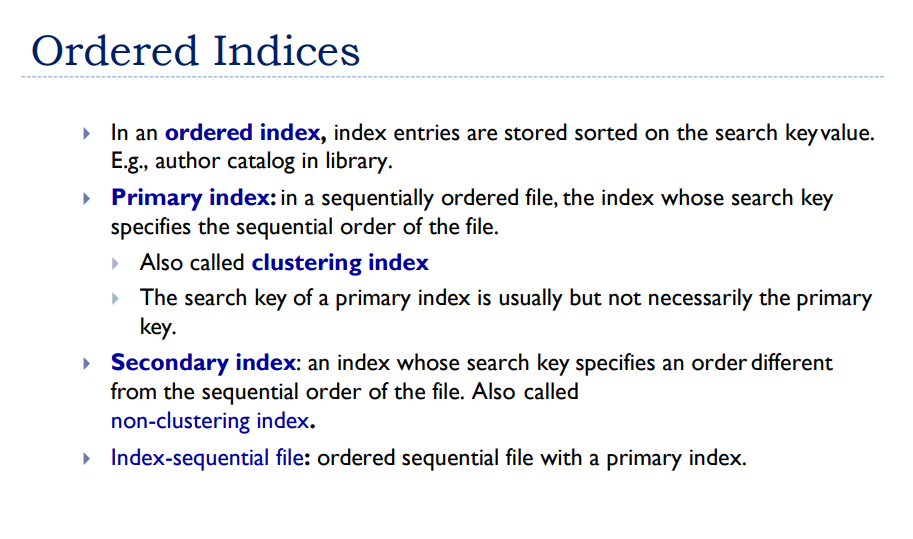 Ordered Indices
In an ordered index, index entries are stored sorted on the search key value.
E.g., author catalog in library.
Primary index: in a sequentially ordered file, the index whose search key
specifies the sequential order of the file.
Also called clustering index
The search key of a primary index is usually but not necessarily the primary
key.
Secondary index: an index whose search key specifies an order different
from the sequential order of the file. Also called
non-clustering index.
Index-sequential file: ordered sequential file with a primary index.